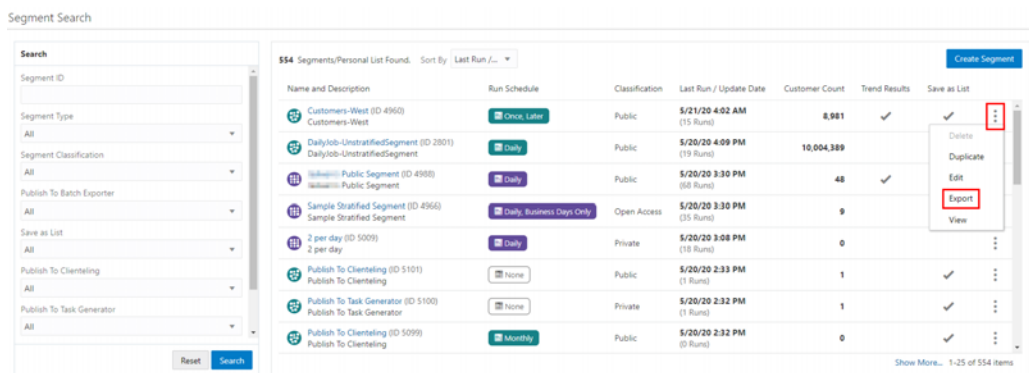 Segment Search
Search
Segment ID
Segment Type
All
Segment Classification
All
Publish To Batch Exporter
All
Save as List
All
Publish To Clienteling
All
Publish To Task Generator
All
Reset Search
554 Segments/Personal List Found. Sort By Last Run /...
Create Segment
Name and Description Run Schedule Classification Last Run / Update Date Customer Count Trend Results Save as List
Customers-West (ID 4960) Once, Later Public 5/21/20 4:02 AM 8,981
Customers-West (15 Runs)
DailyJob-UnstratifiedSegment (ID 2801) Daily Public 5/20/20 4:09 PM 10,004,389
DailyJob-UnstratifiedSegment (19 Runs)
Public Segment (ID 4988) Daily Public 5/20/20 3:30 PM 48
Public Segment (68 Runs)
Sample Stratified Segment (ID 4966) Daily, Business Days Only Open Access 5/20/20 3:30 PM 9
Sample Stratified Segment (35 Runs)
2 per day (ID 5009) Daily Private 5/20/20 3:08 PM 0
2 per day (18 Runs)
Publish To Clienteling (ID 5101) None Public 5/20/20 2:33 PM 1
Publish To Clienteling (1 Runs)
Publish To Task Generator (ID 5100) None Private 5/20/20 2:32 PM 1
Publish To Task Generator (1 Runs)
Publish To Clienteling (ID 5099) Monthly Public 5/20/20 2:32 PM 0
Publish To Clienteling (0 Runs)
Delete
Duplicate
Edit
Export
View
Show More... 1-25 of 554 items